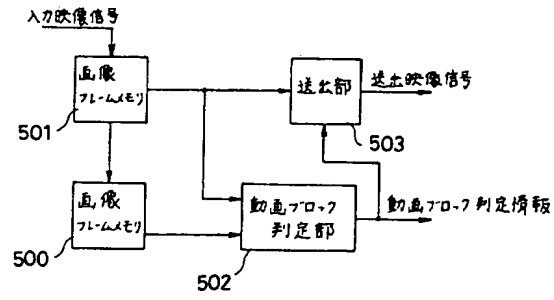 入力映像信号
画像
フレームメモリ
501
送出部
送出映像信号
503
画像
フレームメモリ
500
動画ブロック
判定部
502
動画ブロック判定情報